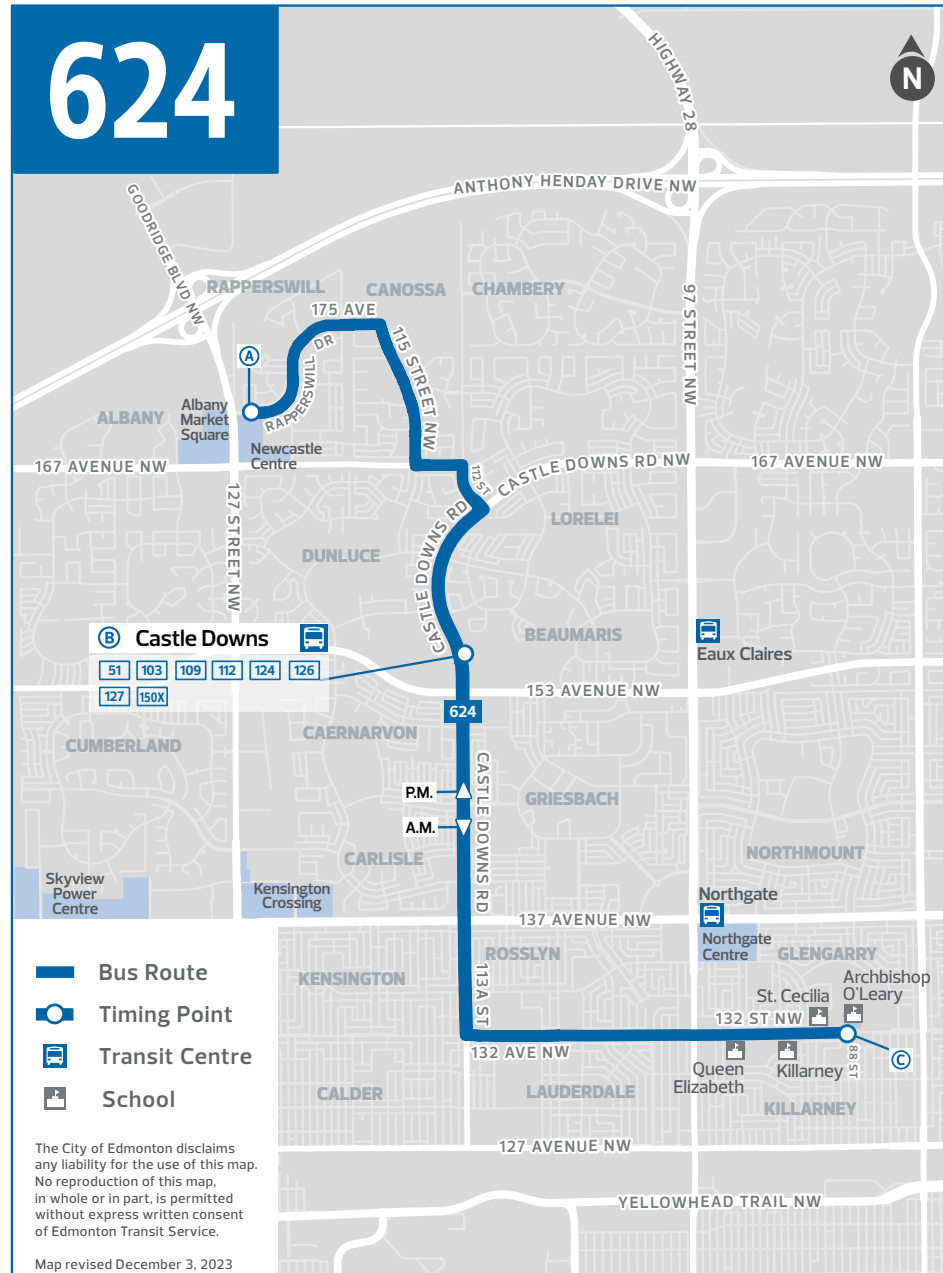 624
N
HIGHWAY 28
ANTHONY HENDAY DRIVE NW
GOODRIDGE BLVD NW
RAPPERSWILL
CANOSSA
CHAMBERY
97 STREET NW
175 AVE
RAPPERSWILL DR
115 STREET NW
A
ALBANY
Albany
Market
Square
Newcastle
Centre
167 AVENUE NW
112 ST
CASTLE DOWNS RD NW
167 AVENUE NW
127 STREET NW
CASTLE DOWNS RD
LORELEI
DUNLUCE
B Castle Downs
51 103 109 112 124 126
127 150X
BEAUMARIS
Eaux Claires
153 AVENUE NW
624
CUMBERLAND
CAERNARVON
P.M.
A.M.
CASTLE DOWNS RD
GRIESBACH
CARLISLE
NORTHMOUNT
Skyview
Power
Centre
Kensington
Crossing
Northgate
137 AVENUE NW
Northgate
Centre
GLENGARRY
ROSSLYN
KENSINGTON
113A ST
St. Cecilia
Archbishop
O'Leary
132 ST NW
132 AVE NW
88 ST
C
Queen
Elizabeth
Killarney
CALDER
LAUDERDALE
KILLARNEY
127 AVENUE NW
YELLOWHEAD TRAIL NW
Bus Route
Timing Point
Transit Centre
School
The City of Edmonton disclaims
any liability for the use of this map.
No reproduction of this map,
in whole or in part, is permitted
without express written consent
of Edmonton Transit Service.
Map revised December 3, 2023